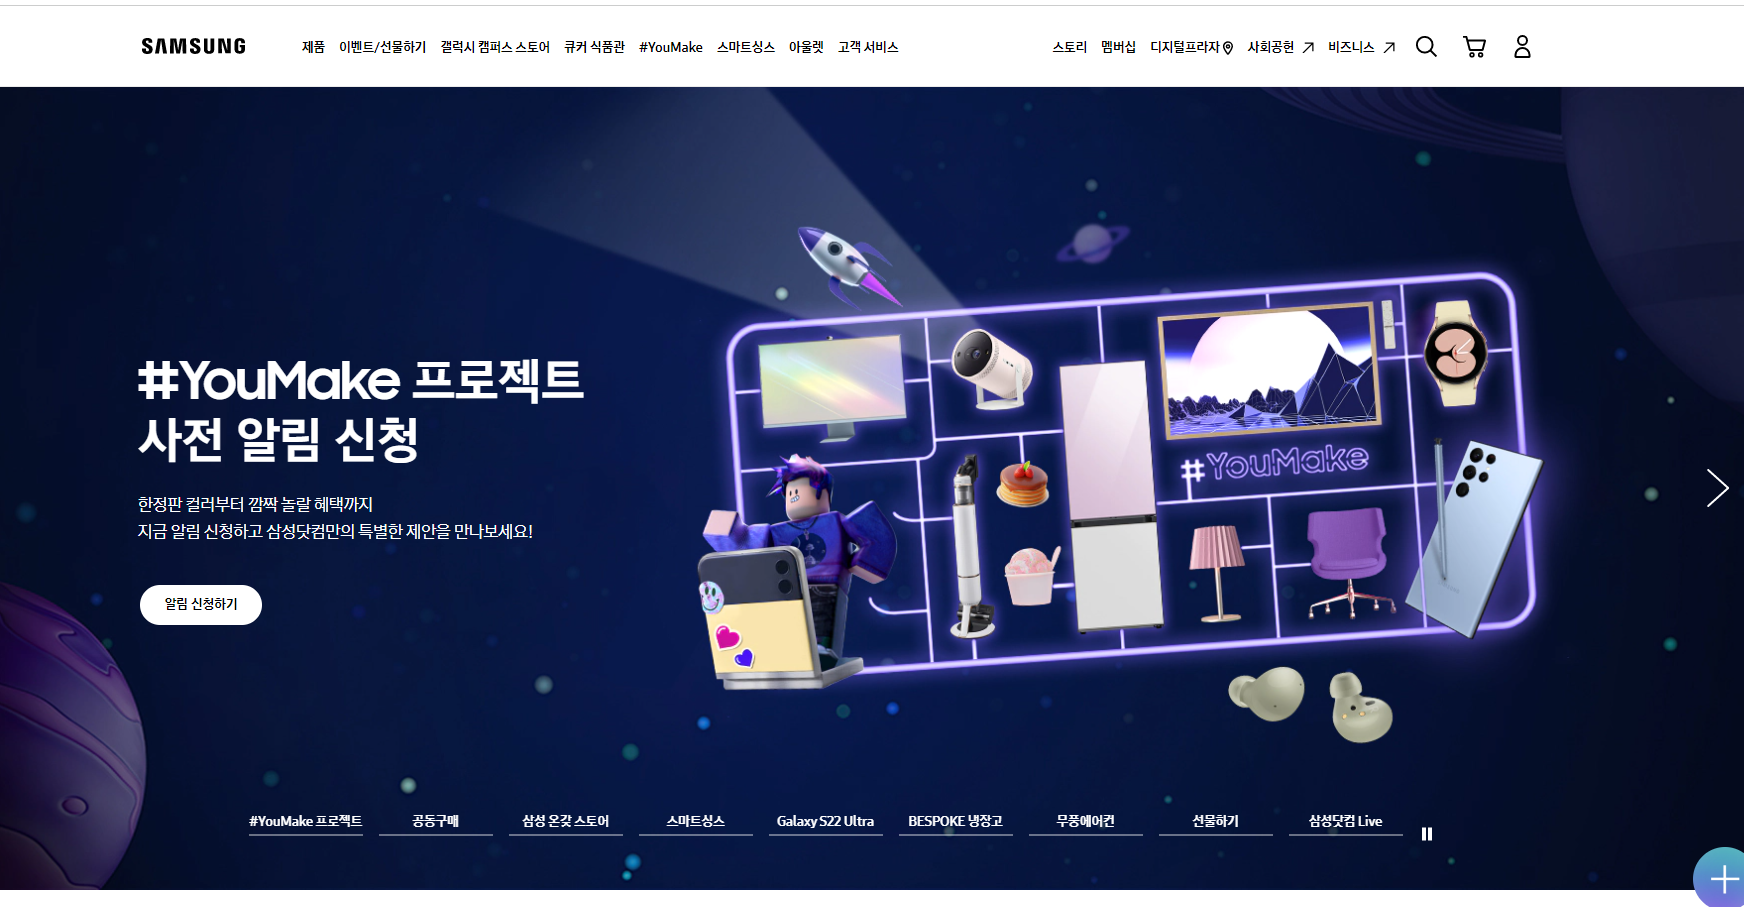 SAMSUNG
제품 이벤트/선물하기 갤럭시 캠퍼스 스토어 큐커 식품관 #YouMake 스마트싱스 아울렛 고객 서비스
스토리 멤버십 디지털프라자 사회공헌 비즈니스
#YouMake 프로젝트
사전 알림 신청
한정판 컬러부터 깜짝 놀랄 혜택까지
지금 알림 신청하고 삼성닷컴만의 특별한 제안을 만나보세요!
알림 신청하기
#YouMake
#YouMake 프로젝트 공동구매 삼성 온갖 스토어 스마트싱스 Galaxy S22 Ultra BESPOKE 냉장고 무풍에어컨 선물하기 삼성닷컴 Live